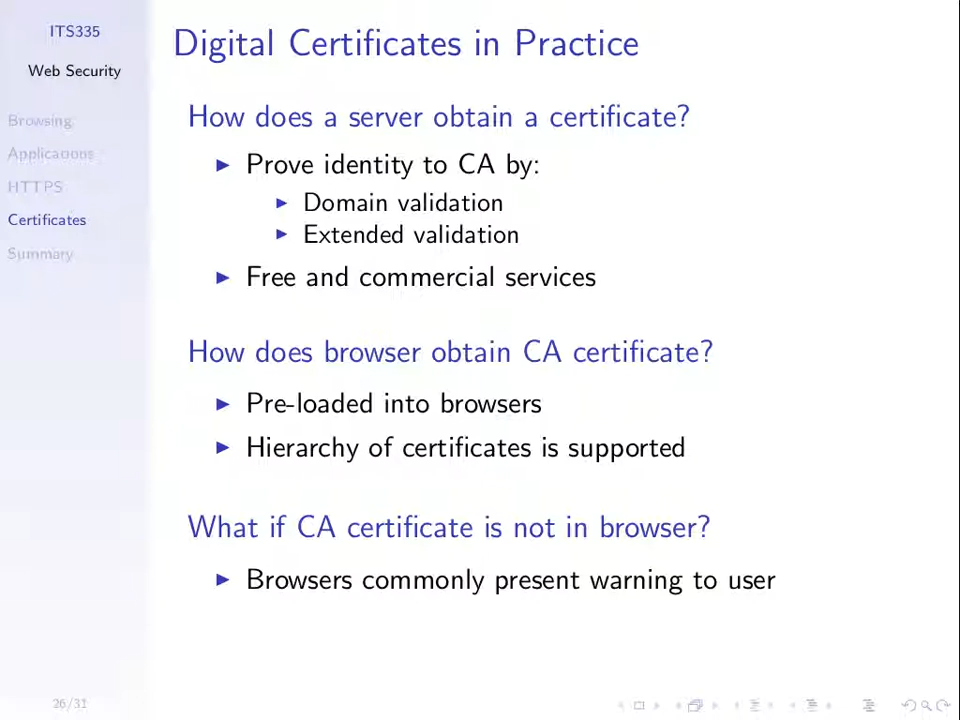 ITS335
Web Security
Browsing
Applications
HTTPS
Certificates
Summary
Digital Certificates in Practice
How does a server obtain a certificate?
Prove identity to CA by:
Domain validation
Extended validation
Free and commercial services
How does browser obtain CA certificate?
Pre-loaded into browsers
Hierarchy of certificates is supported
What if CA certificate is not in browser?
Browsers commonly present warning to user
26/31